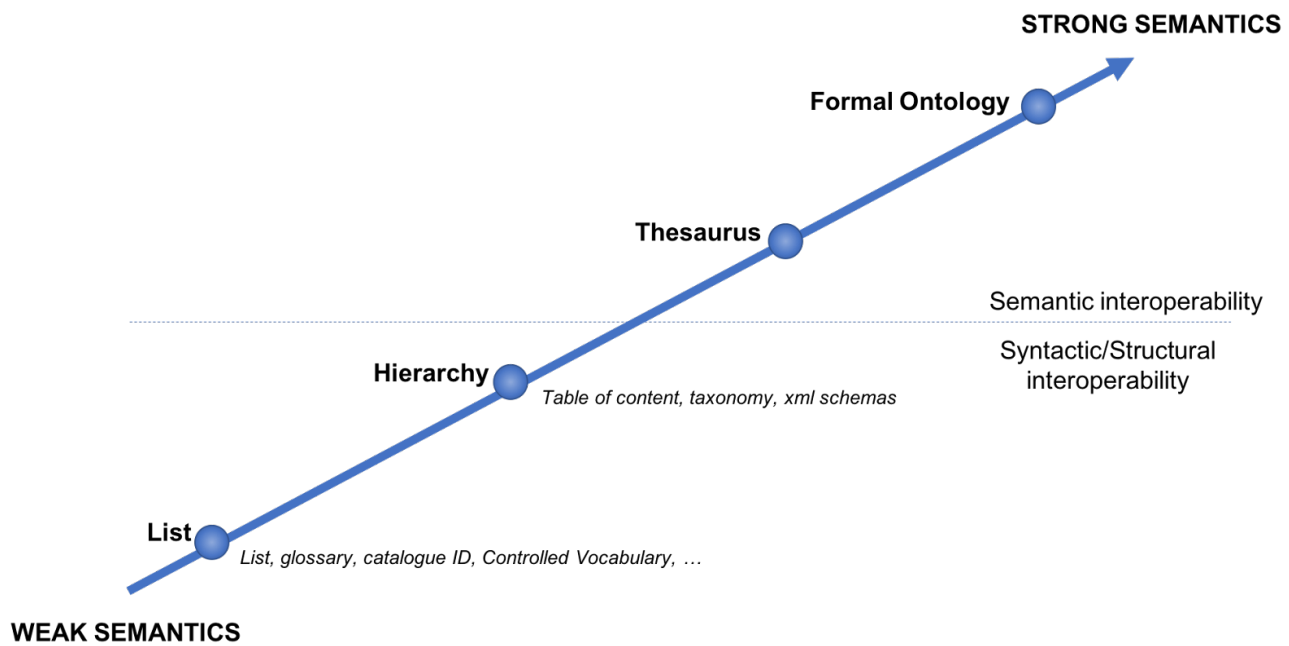 STRONG SEMANTICS
Formal Ontology
Thesaurus
Semantic interoperability
Syntactic/Structural
interoperability
Hierarchy
Table of content, taxonomy, xml schemas
List
List, glossary, catalogue ID, Controlled Vocabulary, …
WEAK SEMANTICS